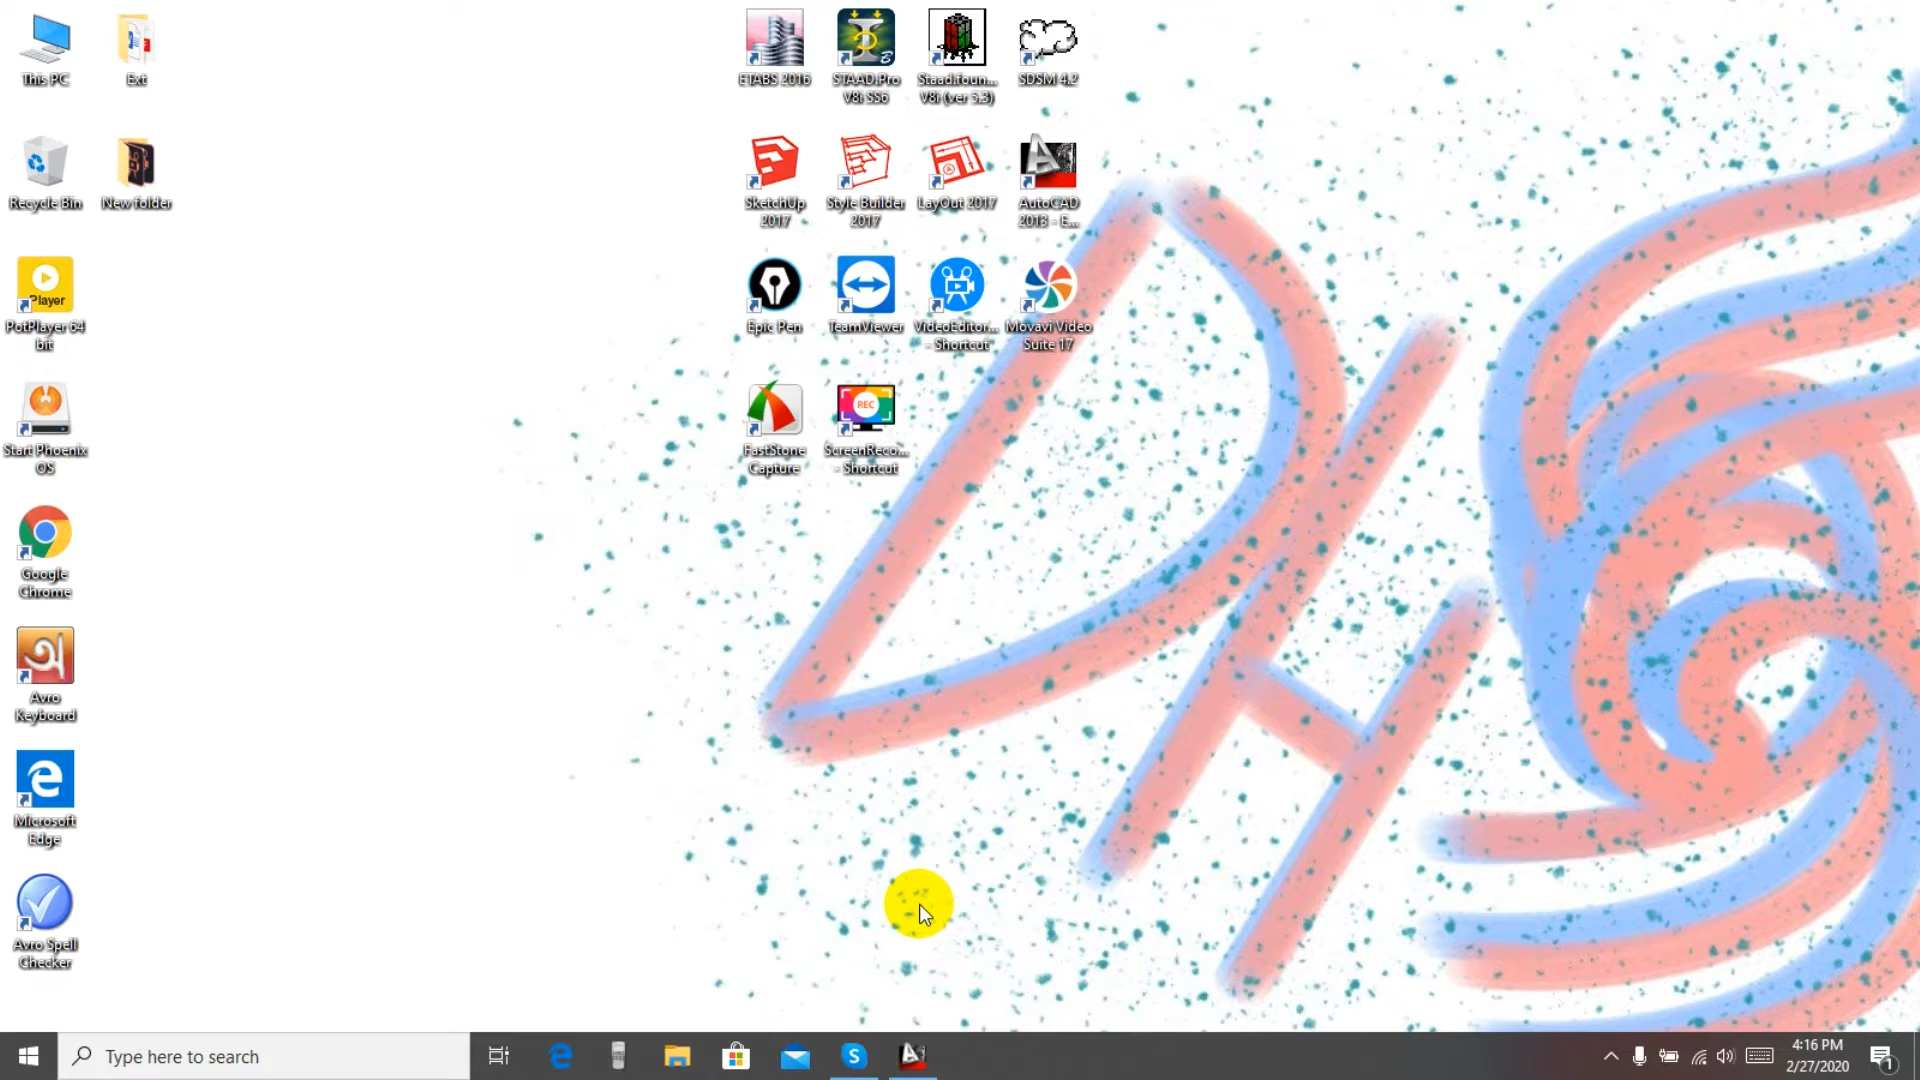 This PC
Ext
ETABS 2016
STAAD.Pro
V8i SS6
Staad.foun...
V8i (ver 5.3)
SDSM 4.2
Recycle Bin
New folder
SketchUp
2017
Style Builder
2017
LayOut 2017
AutoCAD
2013 - E...
Player
PotPlayer 64
bit
Epic Pen
TeamViewer
VideoEditor...
- Shortcut
Movavi Video
Suite 17
Start Phoenix
OS
FastStone
Capture
REC
ScreenReco...
- Shortcut
Google
Chrome
অ
Avro
Keyboard
Microsoft
Edge
Avro Spell
Checker
DH
Type here to search
4:16 PM
2/27/2020
1